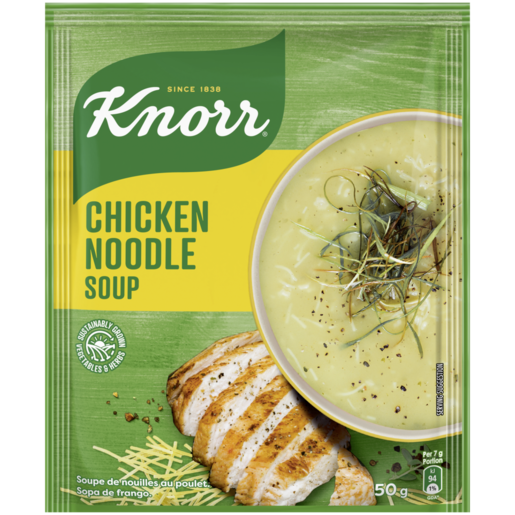 SINCE 1838
Knorr®
CHICKEN
NOODLE
SOUP
SUSTAINABLY GROWN
VEGETABLES & HERBS
SERVING SUGGESTION
Soupe de nouilles au poulet.
Sopa de frango.
50g
Per 7 g
Portion
kJ
94
1%